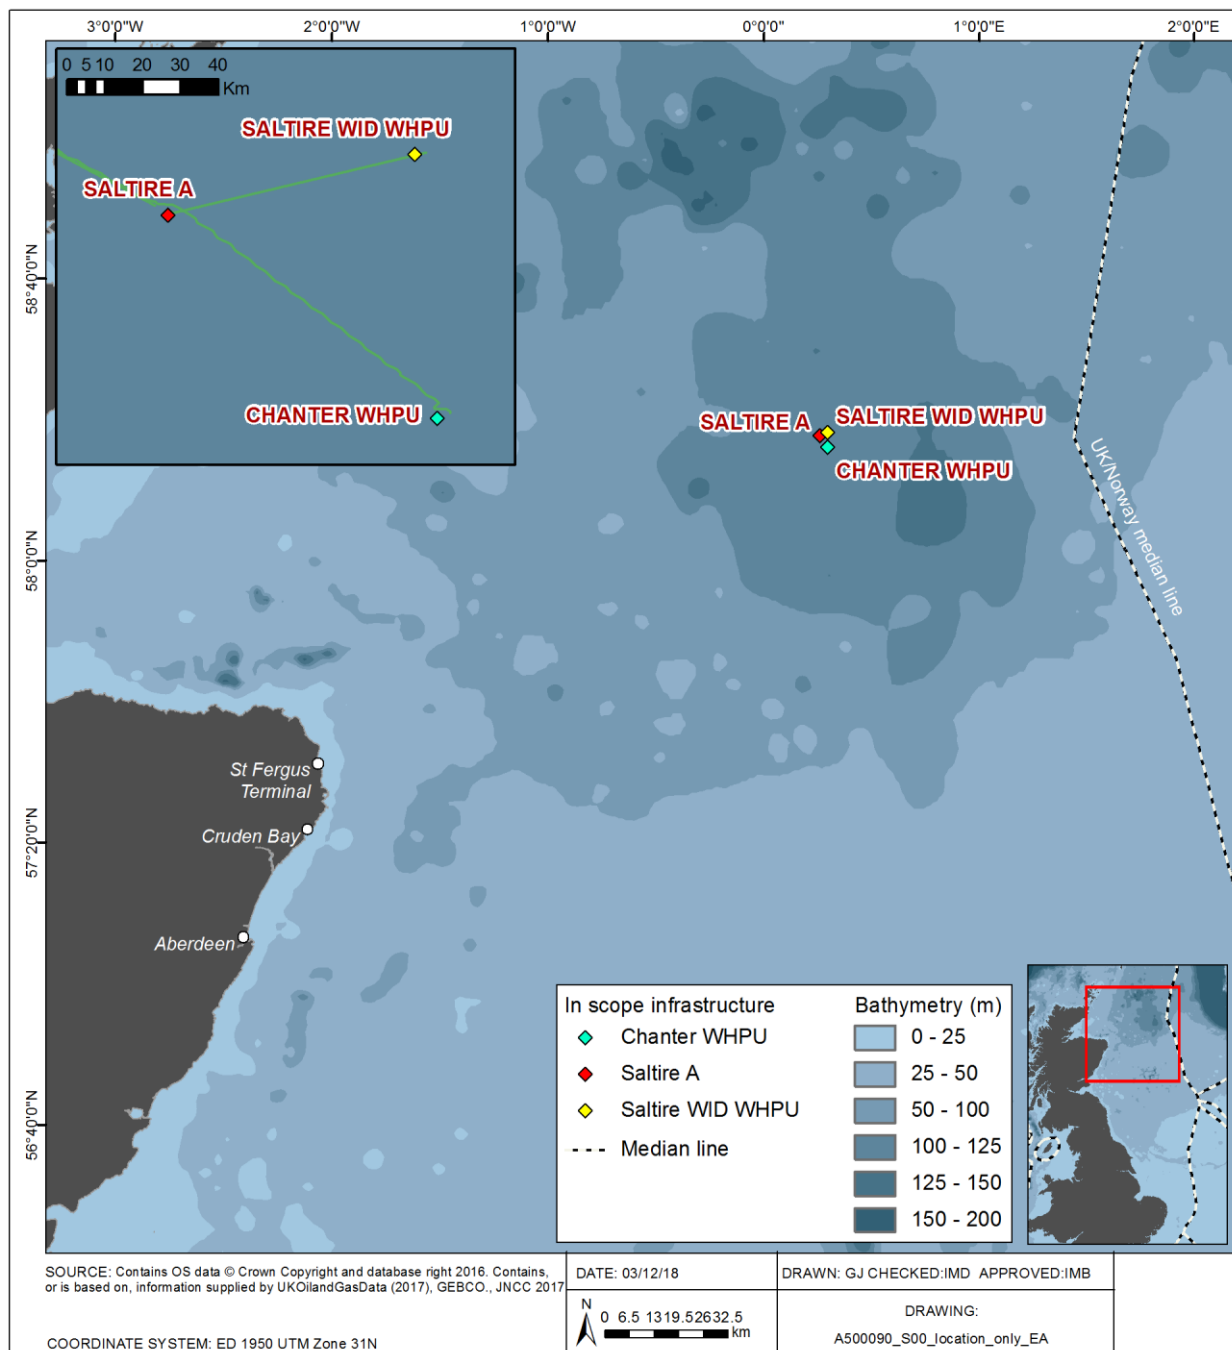 3°0'0"W 2°0'0"W 1°0'0"W 0°0'0" 1°0'0"E 2°0'0"E
0 5 10 20 30 40
Km
SALTIRE WID WHPU
SALTIRE A
CHANTER WHPU
58°40'0"N
58°0'0"N
57°20'0"N
56°40'0"N
SALTIRE A
SALTIRE WID WHPU
CHANTER WHPU
UK/Norway median line
St Fergus
Terminal
Cruden Bay
Aberdeen
In scope infrastructure
Chanter WHPU
Saltire A
Saltire WID WHPU
Median line
Bathymetry (m)
0 - 25
25 - 50
50 - 100
100 - 125
125 - 150
150 - 200
SOURCE: Contains OS data © Crown Copyright and database right 2016. Contains,
or is based on, information supplied by UKOilandGasData (2017), GEBCO., JNCC 2017
COORDINATE SYSTEM: ED 1950 UTM Zone 31N
DATE: 03/12/18
N
0 6.5 13 19.5 26 32.5
km
DRAWN: GJ CHECKED:IMD APPROVED:IMB
DRAWING:
A500090_S00_location_only_EA